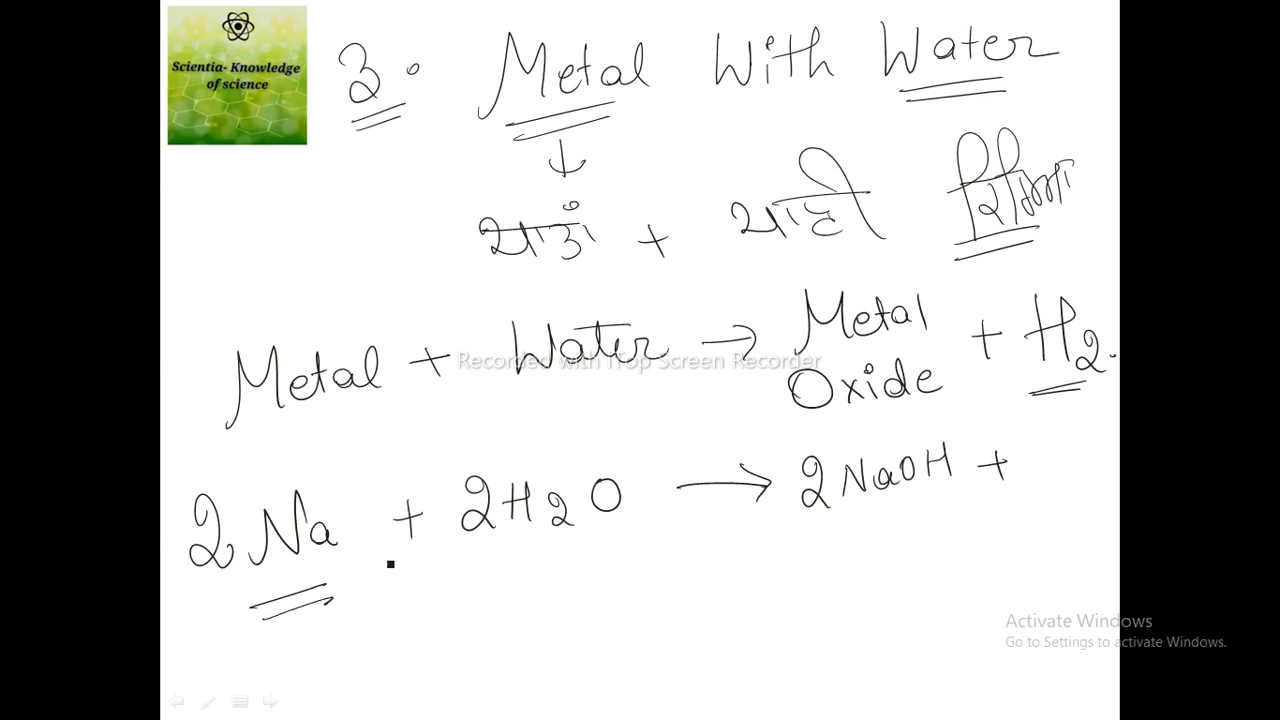 Scientia- Knowledge
of science
3. Metal With Water
Metal + Water → Metal Oxide + H2.
Recorded with iTop Screen Recorder
2Na + 2H2O → 2NaOH +
Activate Windows
Go to Settings to activate Windows.